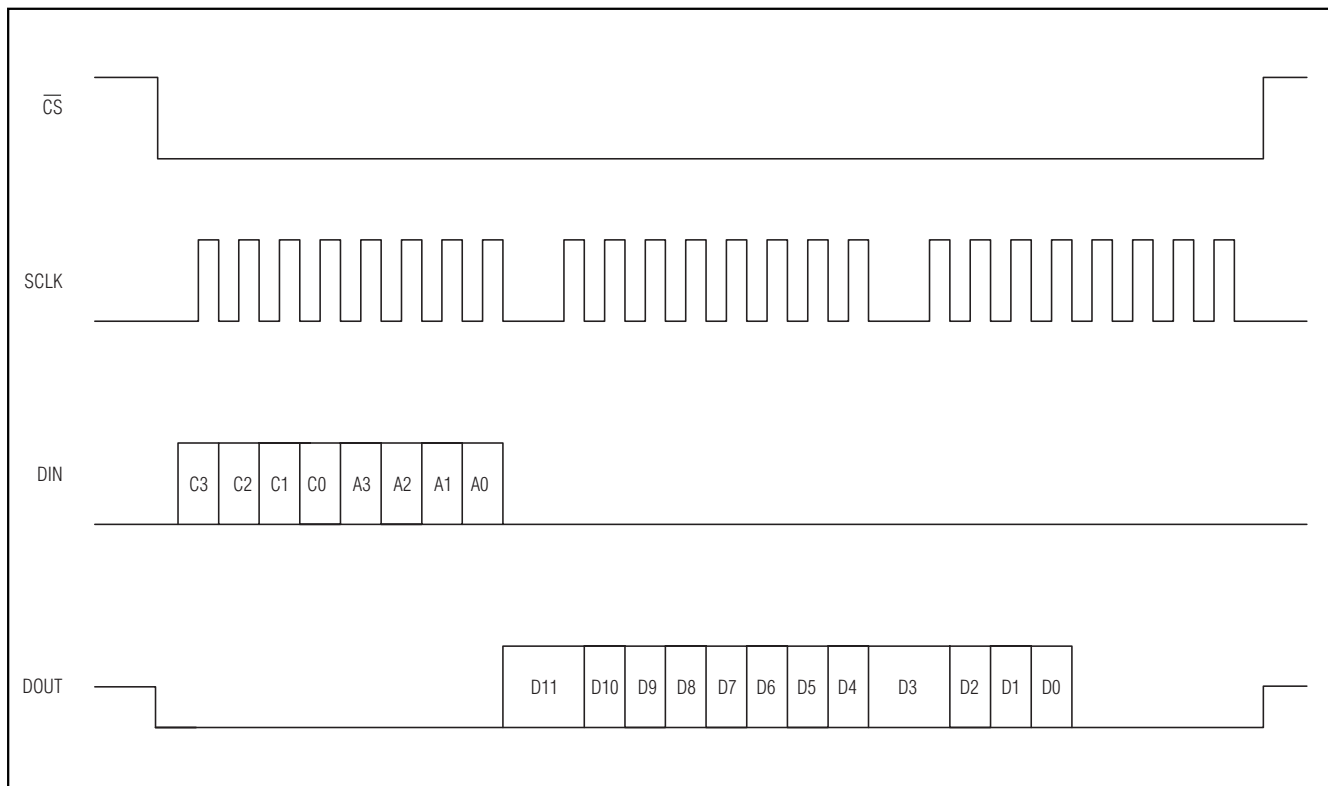 C̅S̅
SCLK
DIN
C3 C2 C1 C0 A3 A2 A1 A0
DOUT
D11 D10 D9 D8 D7 D6 D5 D4 D3 D2 D1 D0